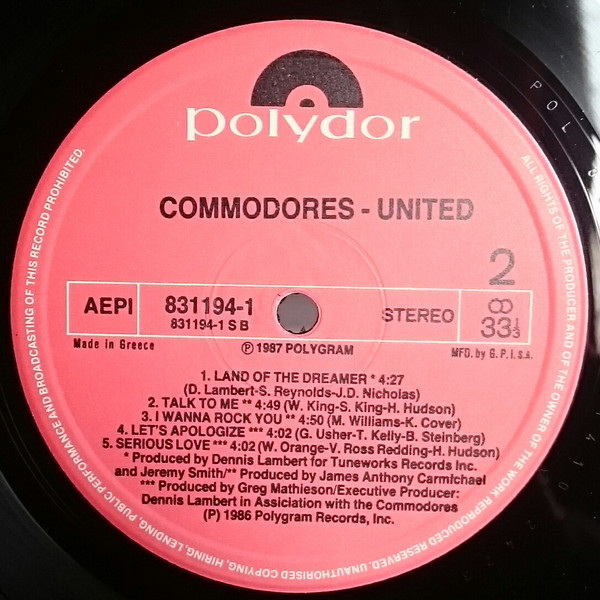 polydor
COMMODORES - UNITED
2
AEPI
831194-1
831194-1 S B
STEREO
33⅓
Made in Greece
Ⓟ 1987 POLYGRAM
MFD. by G. P. I. S.A.
1. LAND OF THE DREAMER * 4:27
(D. Lambert-S. Reynolds-J.D. Nicholas)
2. TALK TO ME ** 4:49 (W. King-S. King-H. Hudson)
3. I WANNA ROCK YOU ** 4:50 (M. Williams-K. Cover)
4. LET'S APOLOGIZE *** 4:02 (G. Usher-T. Kelly-B. Steinberg)
5. SERIOUS LOVE *** 4:02 (W. Orange-V. Ross Redding-H. Hudson)
* Produced by Dennis Lambert for Tuneworks Records Inc.
and Jeremy Smith/** Produced by James Anthony Carmichael
*** Produced by Greg Mathieson/Executive Producer:
Dennis Lambert in Assiciation with the Commodores
(P) 1986 Polygram Records, Inc.
ALL RIGHTS OF THE PRODUCER AND OF THE OWNER OF THE WORK REPRODUCED RESERVED. UNAUTHORISED COPYING, HIRING, LENDING, PUBLIC PERFORMANCE AND BROADCASTING OF THIS RECORD PROHIBITED.
POL